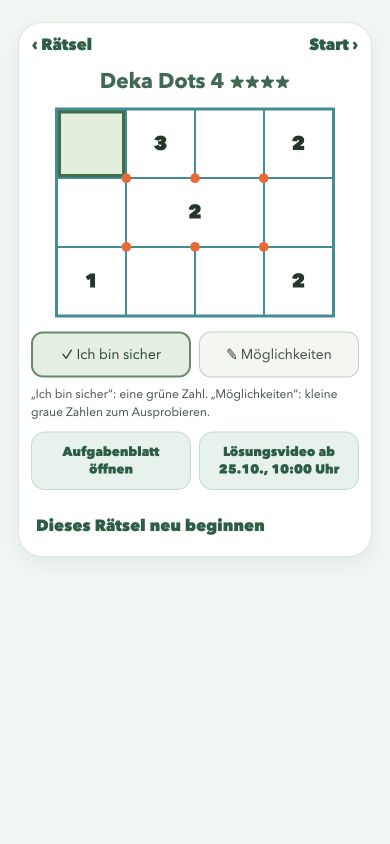 ‹ Rätsel Start ›
Deka Dots 4 ★★★★
3 2
2
1 2
✓ Ich bin sicher ✎ Möglichkeiten
„Ich bin sicher“: eine grüne Zahl. „Möglichkeiten“: kleine
graue Zahlen zum Ausprobieren.
Aufgabenblatt
öffnen
Lösungsvideo ab
25.10., 10:00 Uhr
Dieses Rätsel neu beginnen